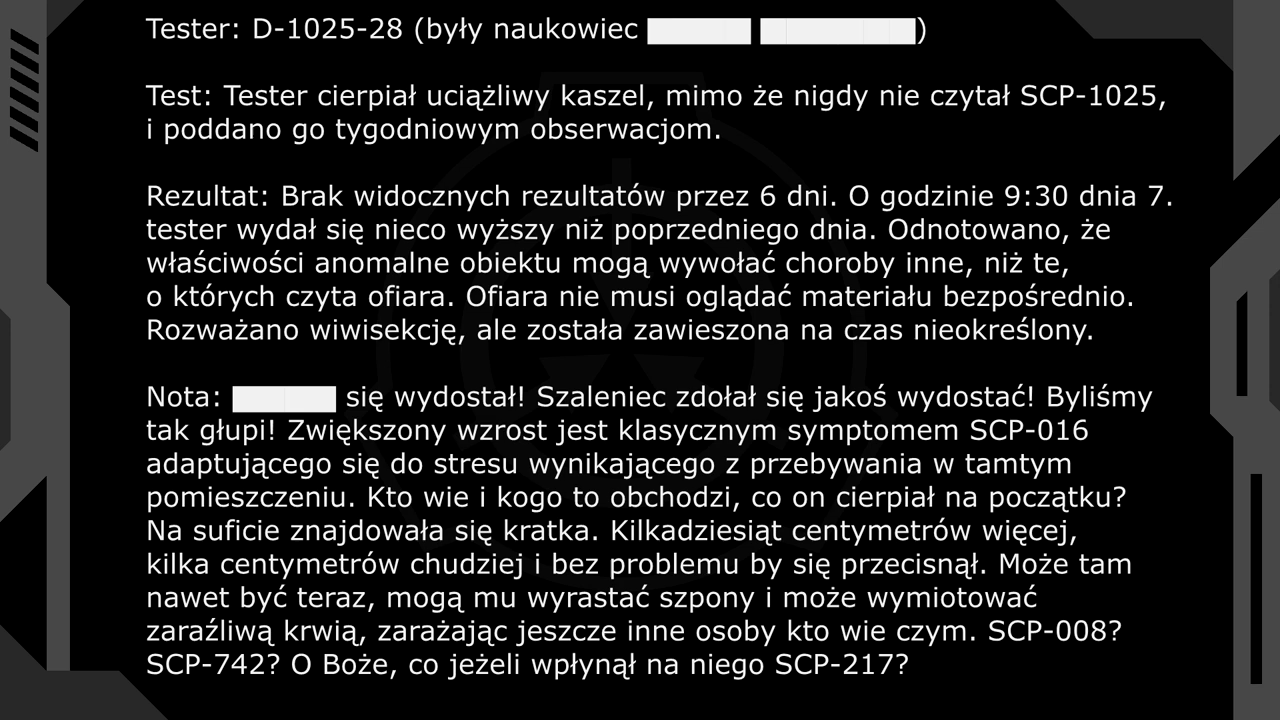 Tester: D-1025-28 (były naukowiec ██████ █████████)
Test: Tester cierpiał uciążliwy kaszel, mimo że nigdy nie czytał SCP-1025,
i poddano go tygodniowym obserwacjom.
Rezultat: Brak widocznych rezultatów przez 6 dni. O godzinie 9:30 dnia 7.
tester wydał się nieco wyższy niż poprzedniego dnia. Odnotowano, że
właściwości anomalne obiektu mogą wywołać choroby inne, niż te,
o których czyta ofiara. Ofiara nie musi oglądać materiału bezpośrednio.
Rozważano wiwisekcję, ale została zawieszona na czas nieokreślony.
Nota: ██████ się wydostał! Szaleniec zdołał się jakoś wydostać! Byliśmy
tak głupi! Zwiększony wzrost jest klasycznym symptomem SCP-016
adaptującego się do stresu wynikającego z przebywania w tamtym
pomieszczeniu. Kto wie i kogo to obchodzi, co on cierpiał na początku?
Na suficie znajdowała się kratka. Kilkadziesiąt centymetrów więcej,
kilka centymetrów chudziej i bez problemu by się przecisnął. Może tam
nawet być teraz, mogą mu wyrastać szpony i może wymiotować
zaraźliwą krwią, zarażając jeszcze inne osoby kto wie czym. SCP-008?
SCP-742? O Boże, co jeżeli wpłynął na niego SCP-217?